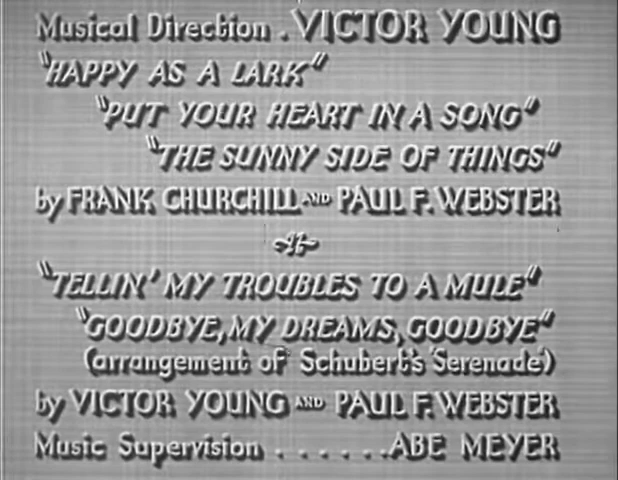 Musical Direction . VICTOR YOUNG
"HAPPY AS A LARK"
"PUT YOUR HEART IN A SONG"
"THE SUNNY SIDE OF THINGS"
by FRANK CHURCHILL AND PAUL F. WEBSTER
"TELLIN' MY TROUBLES TO A MULE"
"GOODBYE, MY DREAMS, GOODBYE"
(arrangement of Schubert's 'Serenade')
by VICTOR YOUNG AND PAUL F. WEBSTER
Music Supervision . . . . . . ABE MEYER